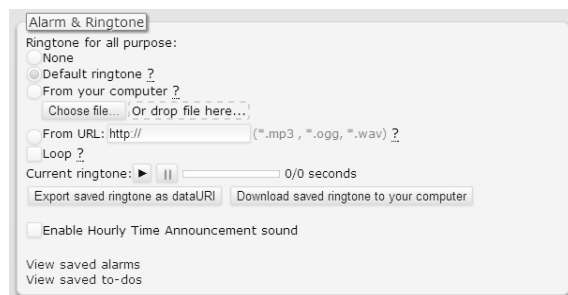 Alarm & Ringtone
Ringtone for all purpose:
None
Default ringtone ?
From your computer ?
Choose file... Or drop file here...
From URL: http:// (*.mp3 , *.ogg, *.wav) ?
Loop ?
Current ringtone: 0/0 seconds
Export saved ringtone as dataURI Download saved ringtone to your computer
Enable Hourly Time Announcement sound
View saved alarms
View saved to-dos